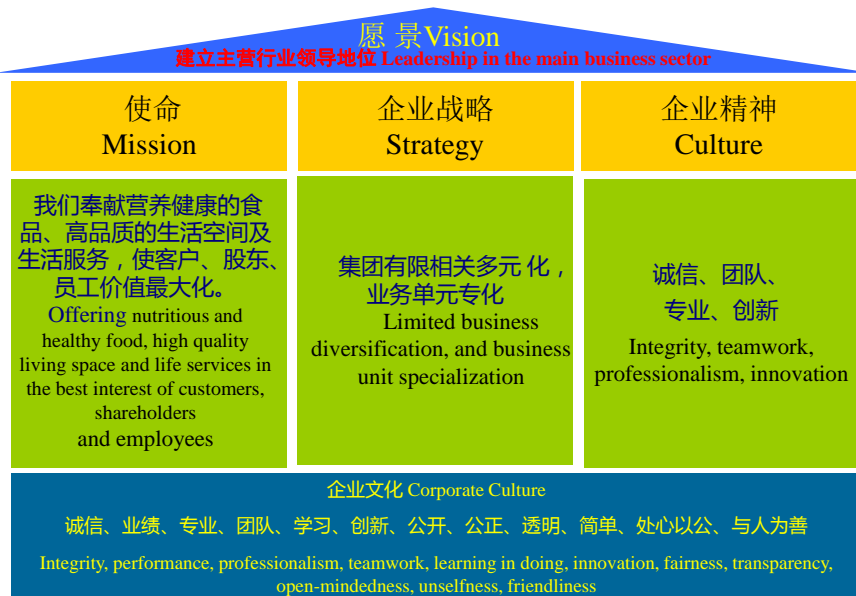 愿 景Vision
建立主营行业领导地位 Leadership in the main business sector
使命
Mission
企业战略
Strategy
企业精神
Culture
我们奉献营养健康的食
品、高品质的生活空间及
生活服务，使客户、股东、
员工价值最大化。
Offering nutritious and
healthy food, high quality
living space and life services in
the best interest of customers,
shareholders
and employees
集团有限相关多元 化，
业务单元专化
Limited business
diversification, and business
unit specialization
诚信、团队、
专业、创新
Integrity, teamwork,
professionalism, innovation
企业文化 Corporate Culture
诚信、业绩、专业、团队、学习、创新、公开、公正、透明、简单、处心以公、与人为善
Integrity, performance, professionalism, teamwork, learning in doing, innovation, fairness, transparency,
open-mindedness, unselfness, friendliness